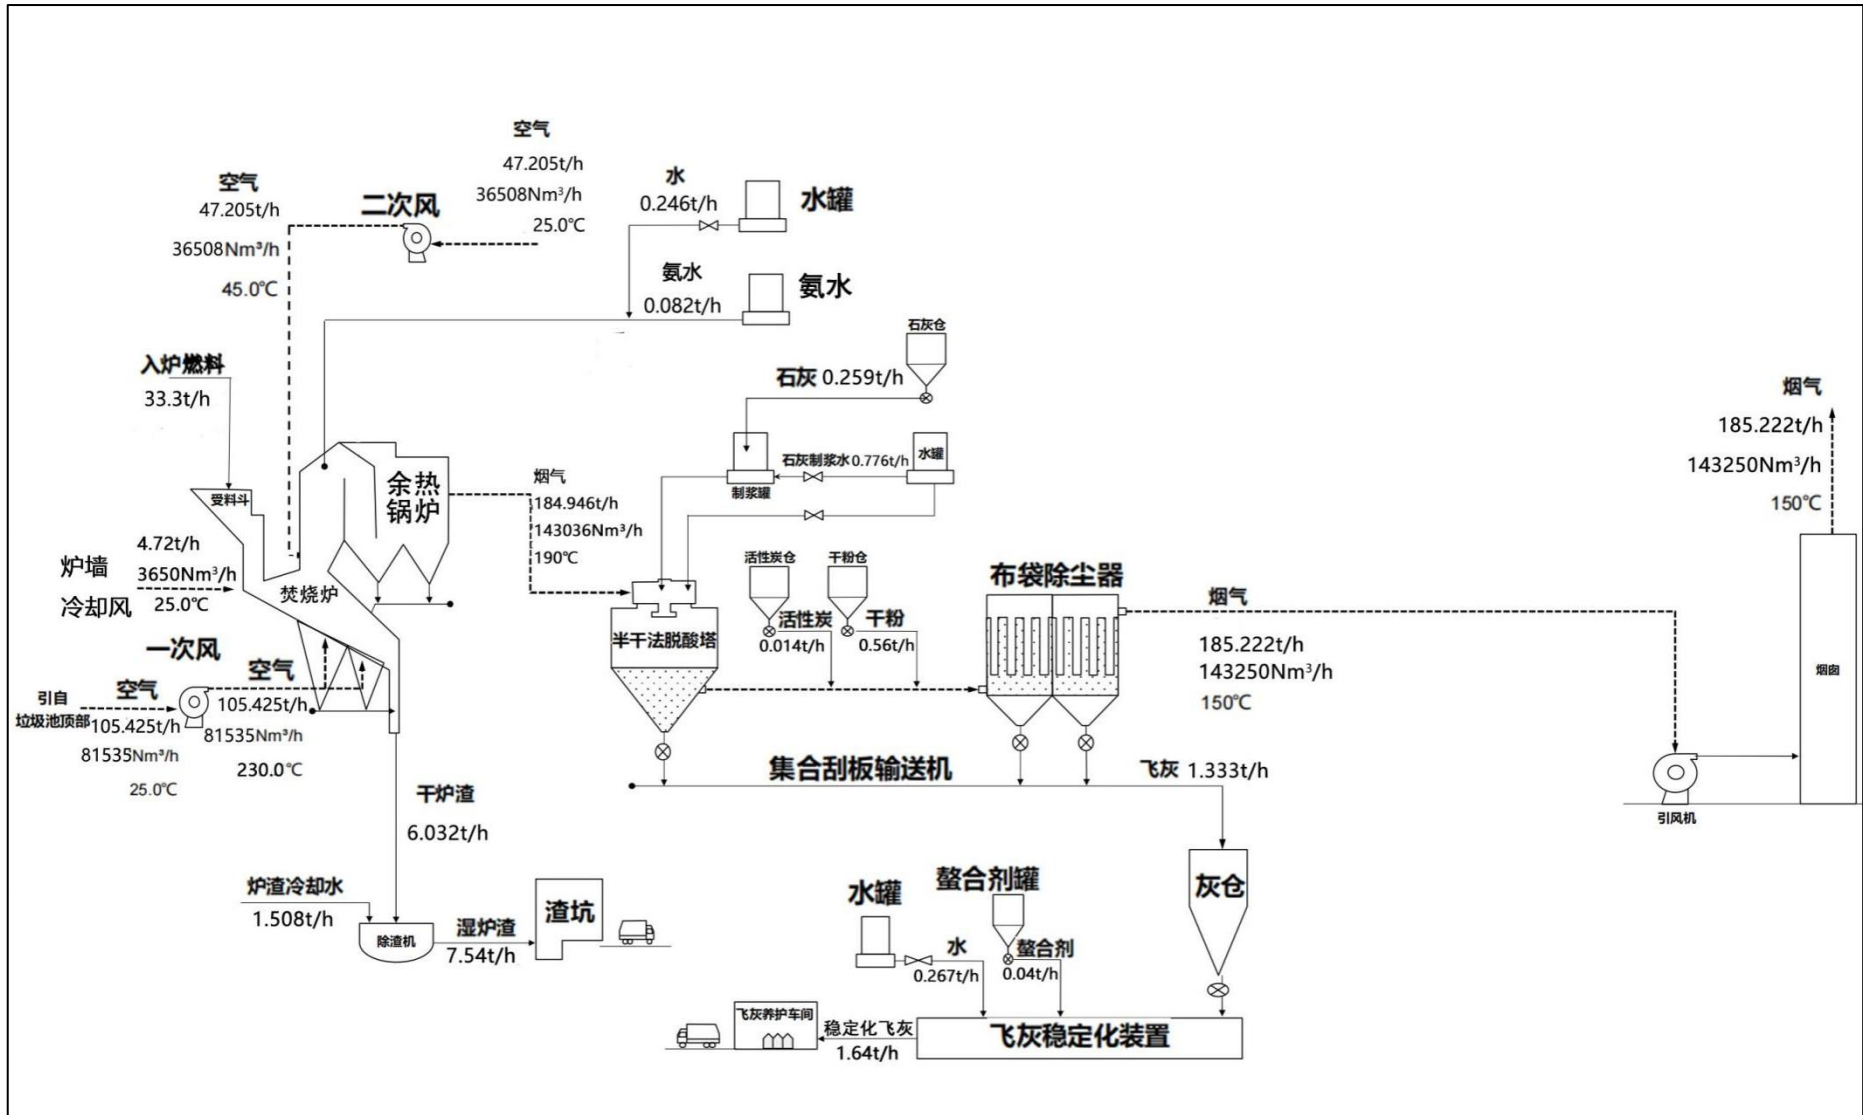 空气
47.205t/h
36508Nm³/h
25.0℃
空气
47.205t/h
36508Nm³/h
45.0℃
二次风
水
0.246t/h
水罐
氨水
0.082t/h
氨水
石灰仓
石灰 0.259t/h
入炉燃料
33.3t/h
受料斗
余热
锅炉
烟气
184.946t/h
143036Nm³/h
190℃
制浆罐
石灰制浆水 0.776t/h
水罐
炉墙
冷却风
4.72t/h
3650Nm³/h
25.0℃
焚烧炉
半干法脱酸塔
活性炭仓
干粉仓
活性炭
0.014t/h
干粉
0.56t/h
布袋除尘器
烟气
185.222t/h
143250Nm³/h
150℃
烟气
185.222t/h
143250Nm³/h
150℃
烟囱
引风机
一次风
引自
垃圾池顶部
空气
105.425t/h
81535Nm³/h
25.0℃
空气
105.425t/h
81535Nm³/h
230.0℃
集合刮板输送机
飞灰 1.333t/h
干炉渣
6.032t/h
炉渣冷却水
1.508t/h
除渣机
湿炉渣
7.54t/h
渣坑
水罐
水
0.267t/h
螯合剂罐
螯合剂
0.04t/h
灰仓
飞灰稳定化装置
稳定化飞灰
1.64t/h
飞灰养护车间